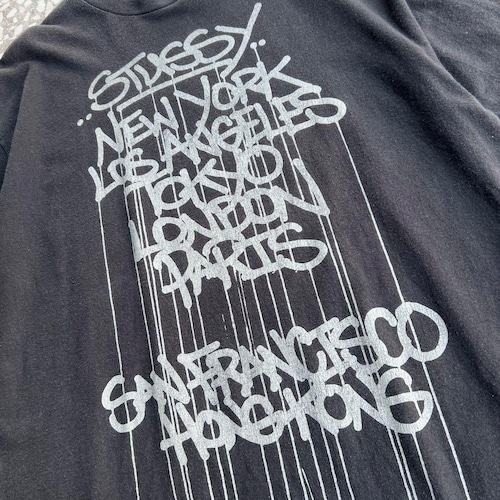 STUSSY
NEW YORK
LOS ANGELES
TOKYO
LONDON
PARIS
SAN FRANCISCO
HONG KONG